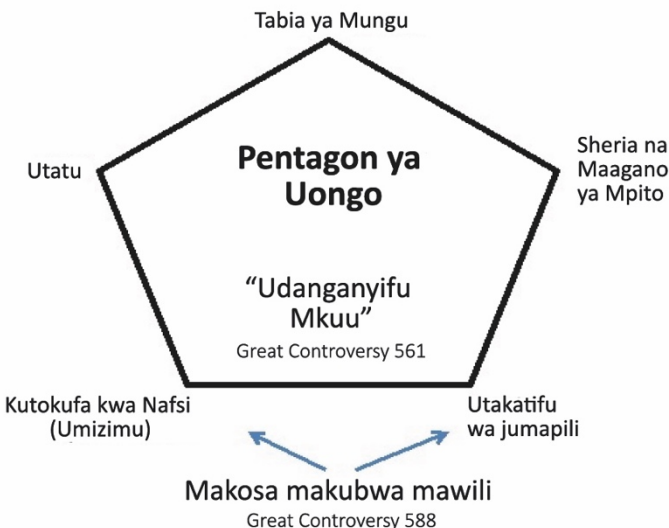 Tabia ya Mungu
Utatu
Sheria na
Maagano
ya Mpito
Pentagon ya
Uongo
“Udanganyifu
Mkuu”
Great Controversy 561
Kutokufa kwa Nafsi
(Umizimu)
Utakatifu
wa jumapili
Makosa makubwa mawili
Great Controversy 588